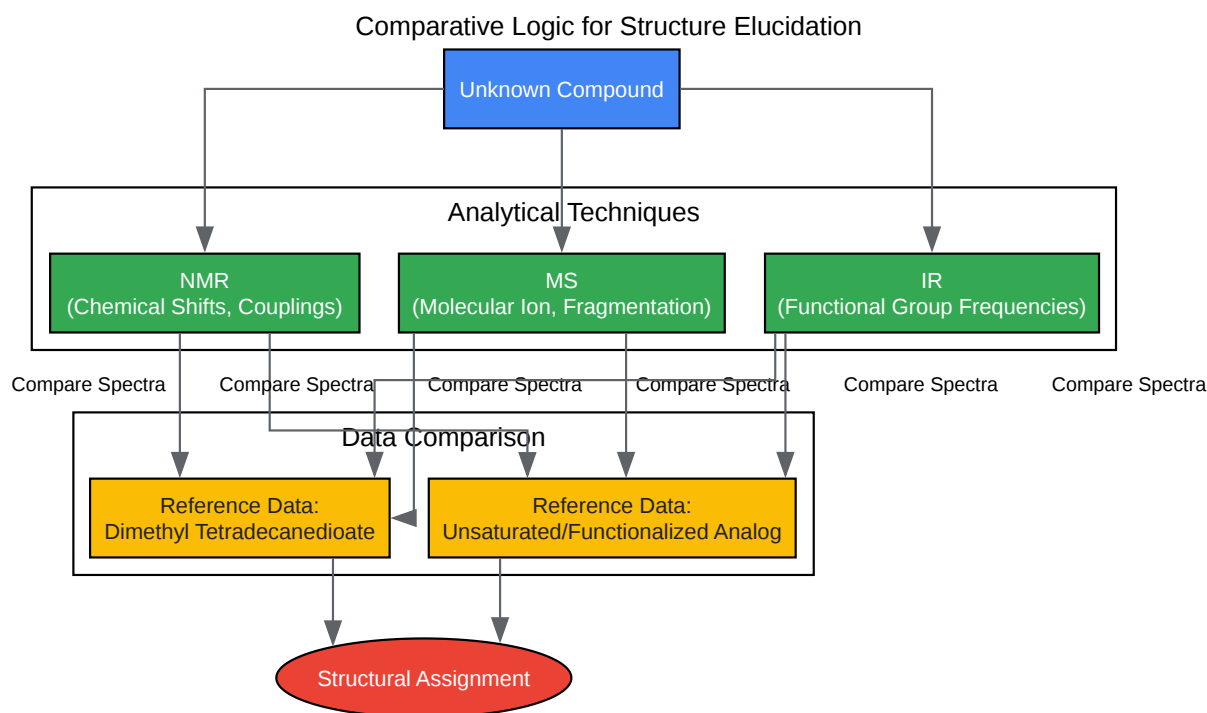 Comparative Logic for Structure Elucidation
Unknown Compound
Analytical Techniques
NMR
(Chemical Shifts, Couplings)
MS
(Molecular Ion, Fragmentation)
IR
(Functional Group Frequencies)
Compare Spectra
Compare Spectra
Compare Spectra
Compare Spectra
Compare Spectra
Compare Spectra
Data Comparison
Reference Data:
Dimethyl Tetradecanedioate
Reference Data:
Unsaturated/Functionalized Analog
Structural Assignment